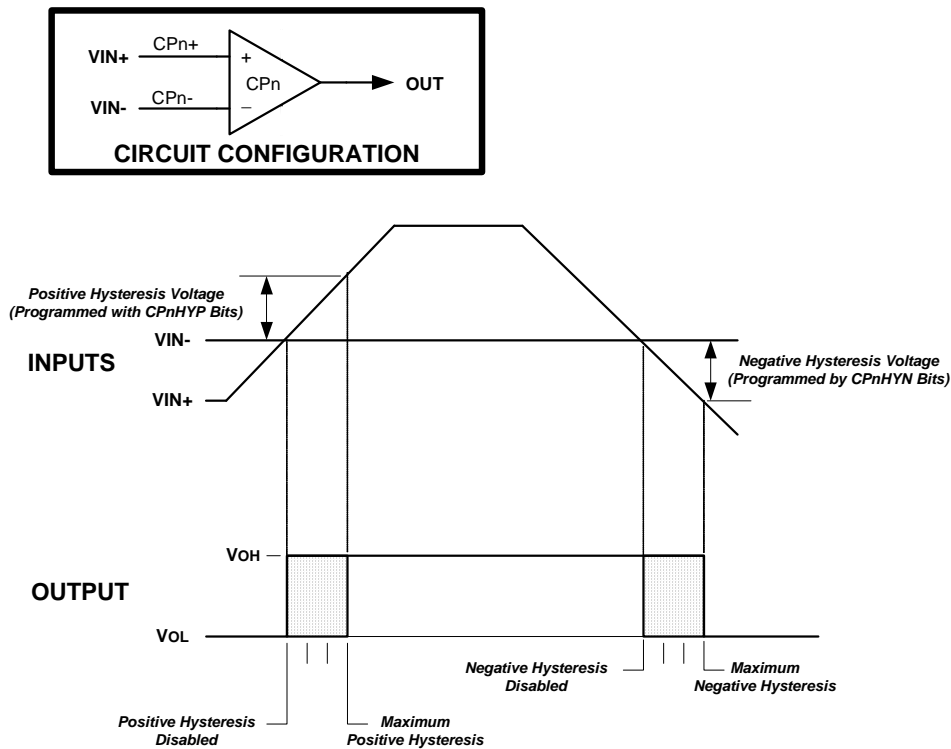 VIN+
CPn+
+
CPn
OUT
VIN-
CPn-
_
CIRCUIT CONFIGURATION
Positive Hysteresis Voltage
(Programmed with CPnHYP Bits)
VIN-
INPUTS
VIN+
Negative Hysteresis Voltage
(Programmed by CPnHYN Bits)
VOH
OUTPUT
VOL
Negative Hysteresis
Disabled
Maximum
Negative Hysteresis
Positive Hysteresis
Disabled
Maximum
Positive Hysteresis